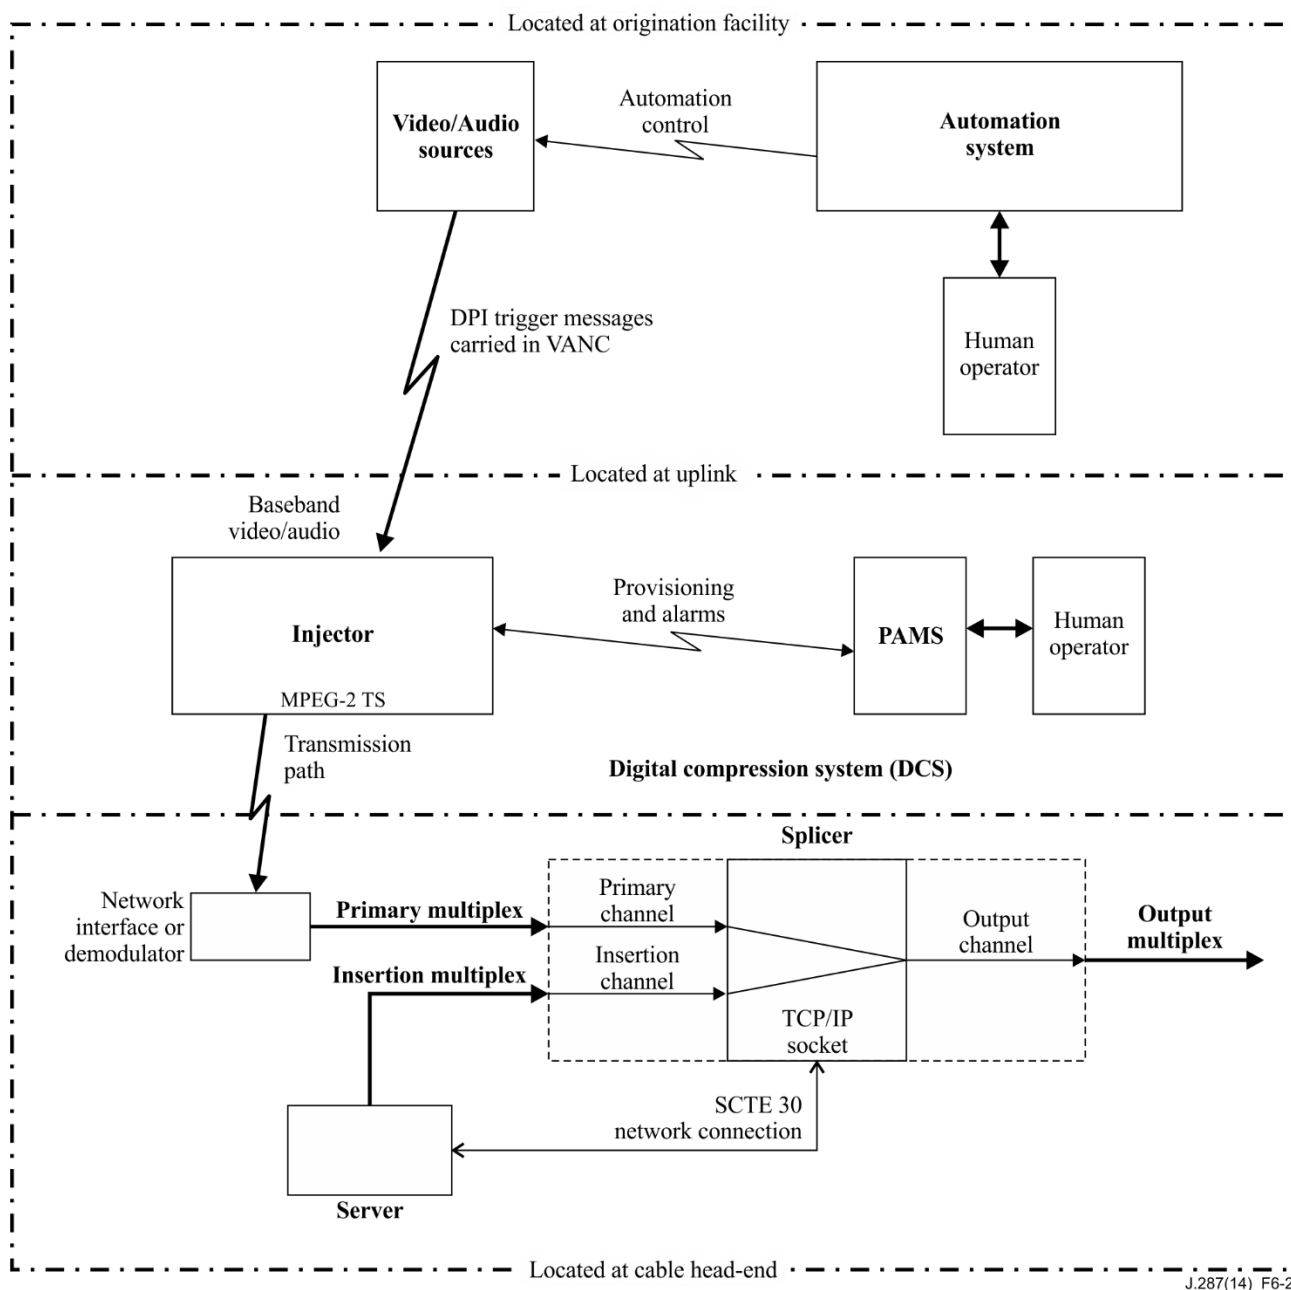 Located at origination facility
Video/Audio
sources
Automation
control
Automation
system
Human
operator
DPI trigger messages
carried in VANC
Located at uplink
Baseband
video/audio
Injector
MPEG-2 TS
Provisioning
and alarms
PAMS
Human
operator
Transmission
path
Digital compression system (DCS)
Splicer
Network
interface or
demodulator
Primary multiplex
Primary
channel
Insertion multiplex
Insertion
channel
TCP/IP
socket
Output
channel
Output
multiplex
SCTE 30
network connection
Server
Located at cable head-end
J.287(14)_F6-2